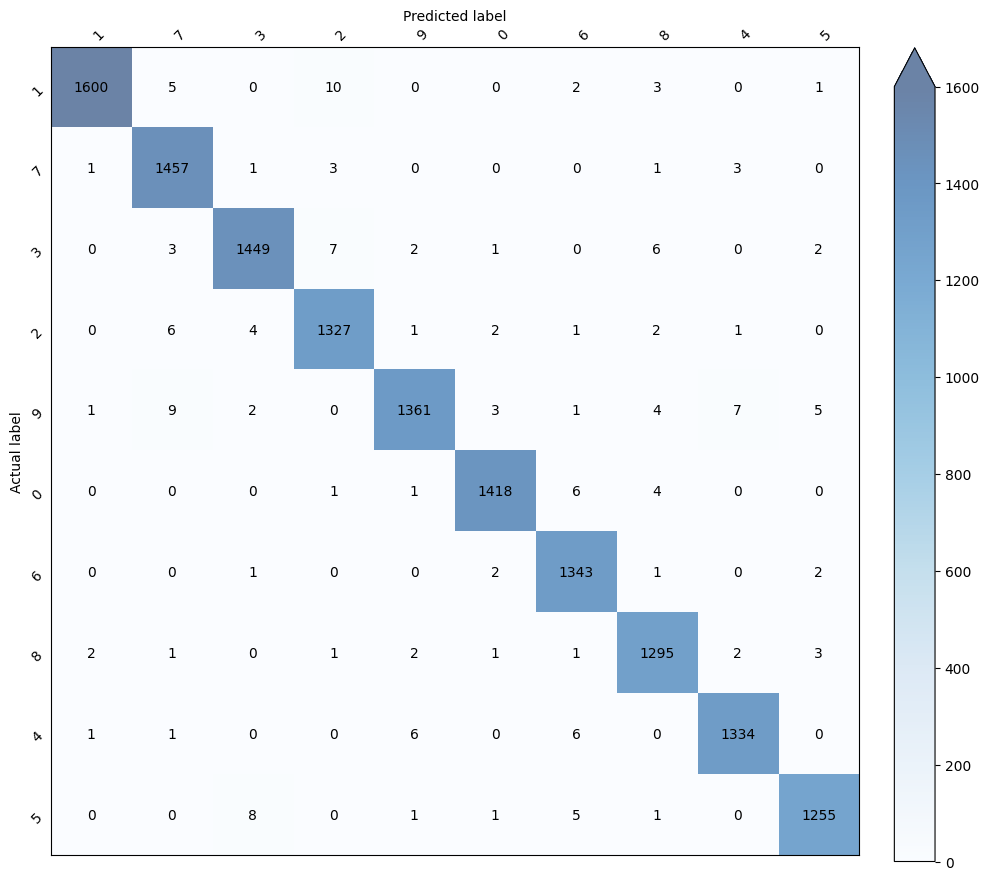 Predicted label
1 7 3 2 9 0 6 8 4 5
1 1600 5 0 10 0 0 2 3 0 1
7 1 1457 1 3 0 0 0 1 3 0
3 0 3 1449 7 2 1 0 6 0 2
2 0 6 4 1327 1 2 1 2 1 0
9 1 9 2 0 1361 3 1 4 7 5
0 0 0 0 1 1 1418 6 4 0 0
6 0 0 1 0 0 2 1343 1 0 2
8 2 1 0 1 2 1 1 1295 2 3
4 1 1 0 0 6 0 6 0 1334 0
5 0 0 8 0 1 1 5 1 0 1255
Actual label
1600
1400
1200
1000
800
600
400
200
0